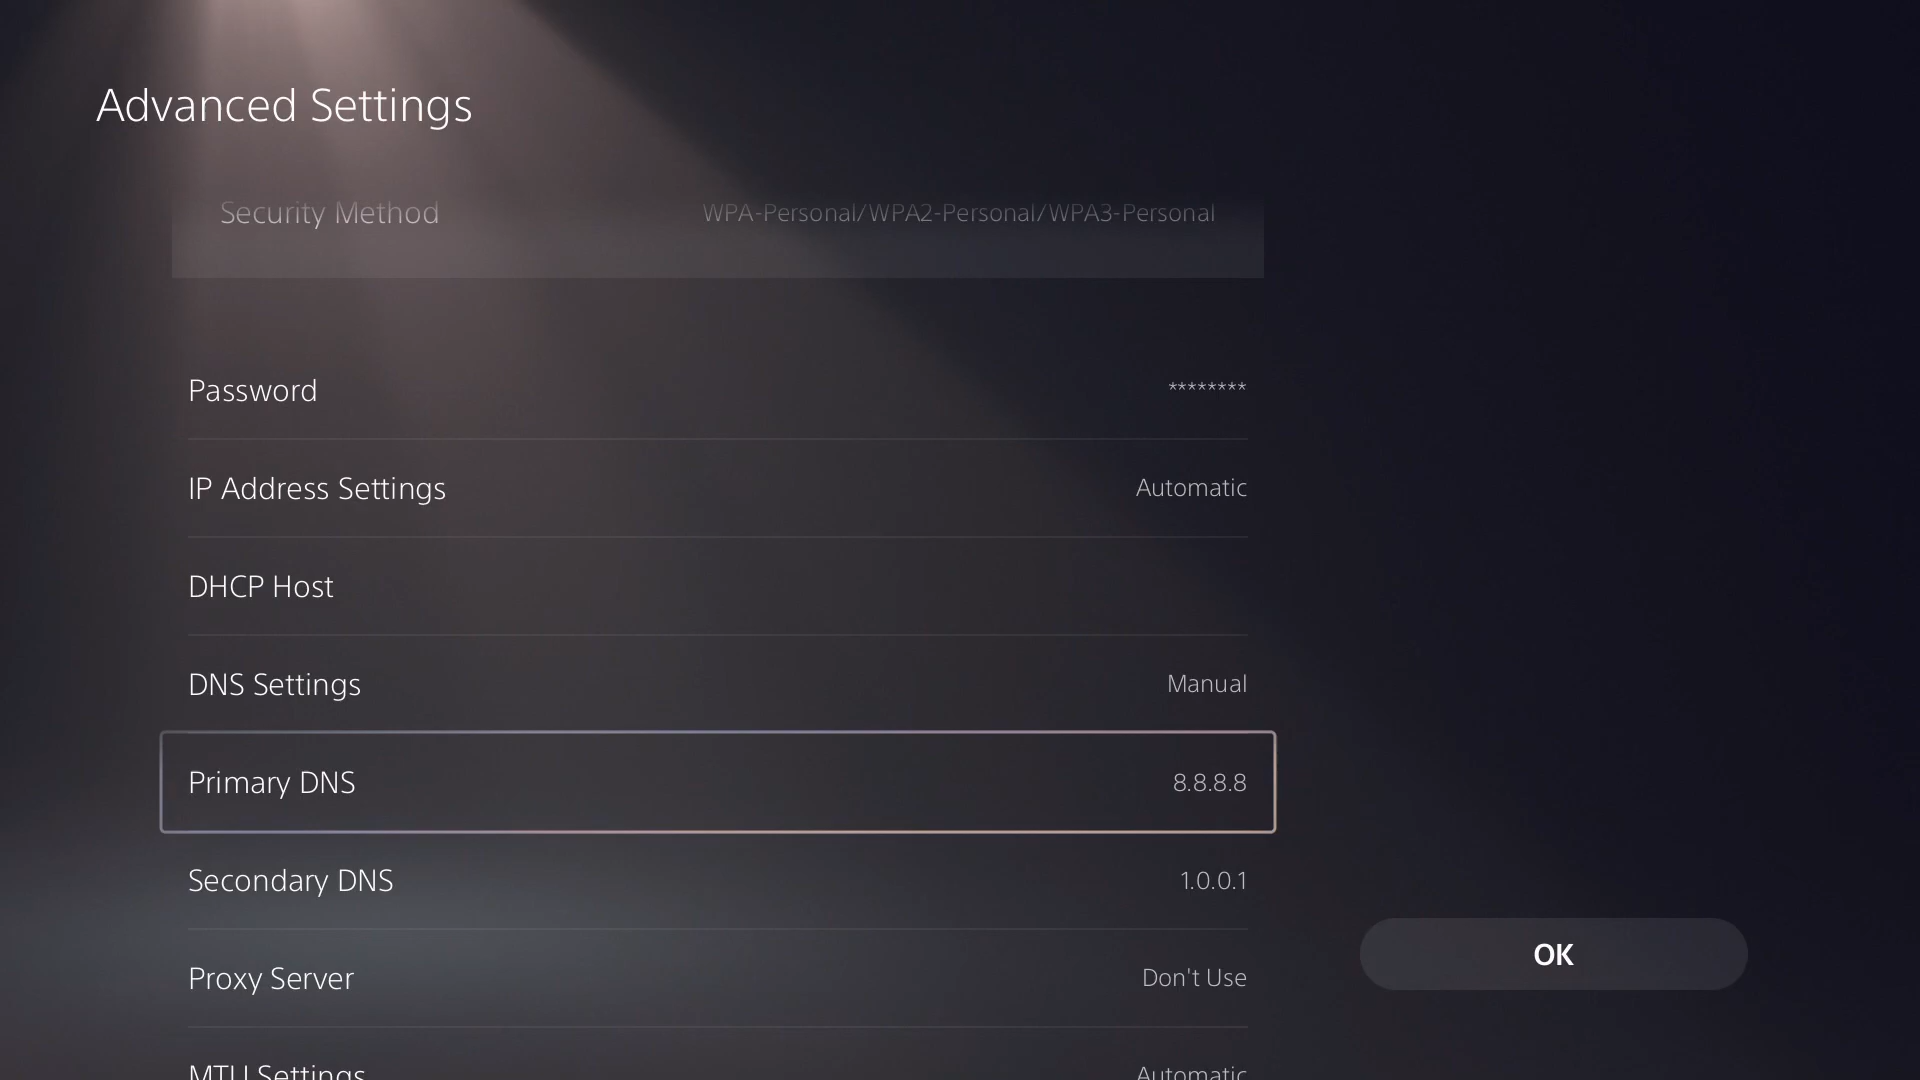 Advanced Settings
Security Method WPA-Personal/WPA2-Personal/WPA3-Personal
Password ********
IP Address Settings Automatic
DHCP Host
DNS Settings Manual
Primary DNS 8.8.8.8
Secondary DNS 1.0.0.1
OK
Proxy Server Don't Use
MTU Settings Automatic